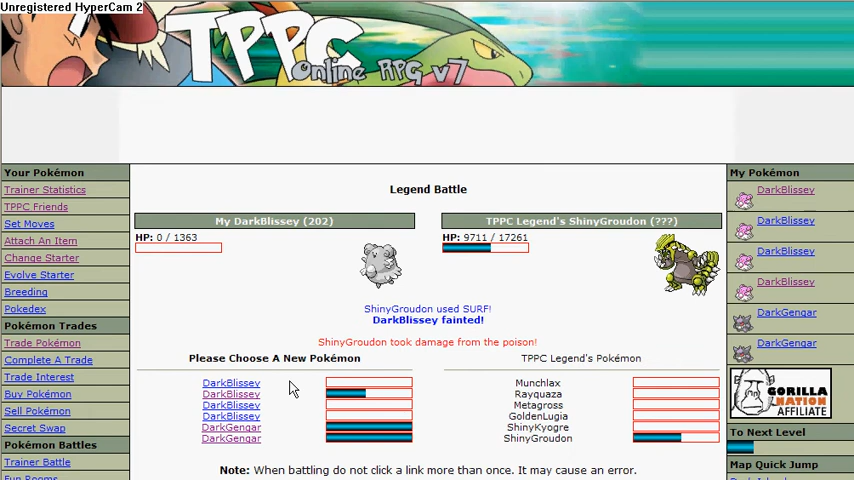 Unregistered HyperCam 2
TPPC
Online RPG v7
Your Pokémon
Trainer Statistics
TPPC Friends
Set Moves
Attach An Item
Change Starter
Evolve Starter
Breeding
Pokedex
Pokémon Trades
Trade Pokémon
Complete A Trade
Trade Interest
Buy Pokémon
Sell Pokémon
Secret Swap
Pokémon Battles
Trainer Battle
Fun Rooms
Legend Battle
My DarkBlissey (202)
HP: 0 / 1363
TPPC Legend's ShinyGroudon (???)
HP: 9711 / 17261
ShinyGroudon used SURF!
DarkBlissey fainted!
ShinyGroudon took damage from the poison!
Please Choose A New Pokémon
DarkBlissey
DarkBlissey
DarkBlissey
DarkBlissey
DarkGengar
DarkGengar
TPPC Legend's Pokémon
Munchlax
Rayquaza
Metagross
GoldenLugia
ShinyKyogre
ShinyGroudon
Note: When battling do not click a link more than once. It may cause an error.
My Pokémon
DarkBlissey
DarkBlissey
DarkBlissey
DarkBlissey
DarkGengar
DarkGengar
GORILLA
NATION
AFFILIATE
To Next Level
Map Quick Jump